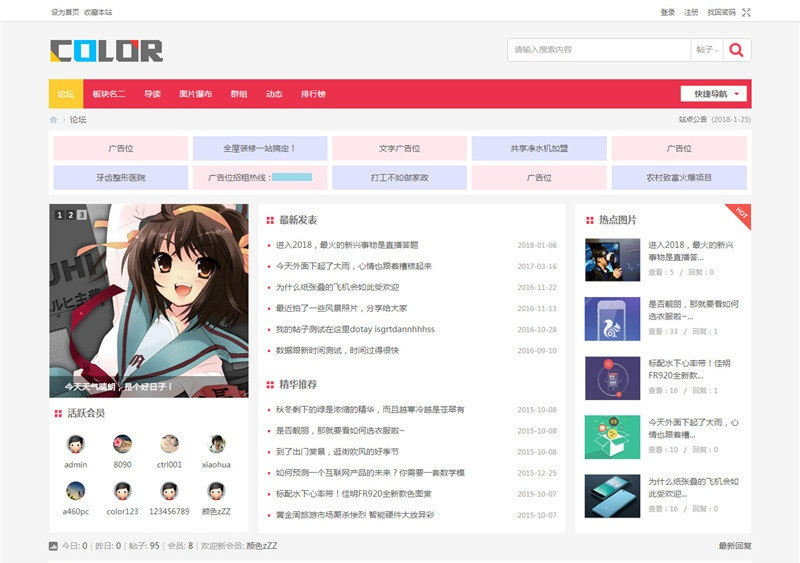 设为首页 收藏本站
登录 注册 找回密码
COLOR
请输入搜索内容 帖子
论坛 板块名二 导读 图片瀑布 群组 动态 排行榜 快捷导航
论坛 站点公告 (2018-1-25)
广告位 全屋装修一站搞定！ 文字广告位 共享净水机加盟 广告位
牙齿整形医院 广告位招租热线： 打工不如做家政 广告位 农村致富火爆项目
1 2 3
今天天气晴朗，是个好日子！
活跃会员
admin 8090 ctrl001 xiaohua
a460pc color123 123456789 颜色zZZ
最新发表
进入2018，最火的新兴事物是直播答题 2018-01-08
今天外面下起了大雨，心情也跟着糟糕起来 2017-03-16
为什么纸张叠的飞机会如此受欢迎 2016-11-22
最近拍了一些风景照片，分享给大家 2016-11-13
我的帖子测试在这里dotay isgrtdannhhhss 2016-10-28
数据跟新时间测试，时间过得很快 2016-09-10
精华推荐
秋冬剩下的绿是浓缩的精华，而且越寒冷越是苍翠有 2015-10-08
是否靓丽，那就要看如何选衣服啦~ 2015-10-08
到了出门赏景，逛街吹风的好季节 2015-10-08
如何预测一个互联网产品的未来？你需要一套数学模 2015-12-25
标配水下心率带！佳明FR920全新款色图赏 2015-10-07
黄金周旅游市场厮杀惨烈 智能硬件太放异彩 2015-10-07
热点图片
HOT
进入2018，最火的新兴
事物是直播答...
查看：5 / 回复：0
是否靓丽，那就要看如何
选衣服啦~...
查看：33 / 回复：1
标配水下心率带！佳明
FR920全新款...
查看：16 / 回复：1
今天外面下起了大雨，心
情也跟着糟...
查看：10 / 回复：0
为什么纸张叠的飞机会如
此受欢迎...
查看：16 / 回复：0
今日: 0 | 昨日: 0 | 帖子: 95 | 会员: 8 | 欢迎新会员: 颜色zZZ 最新回复